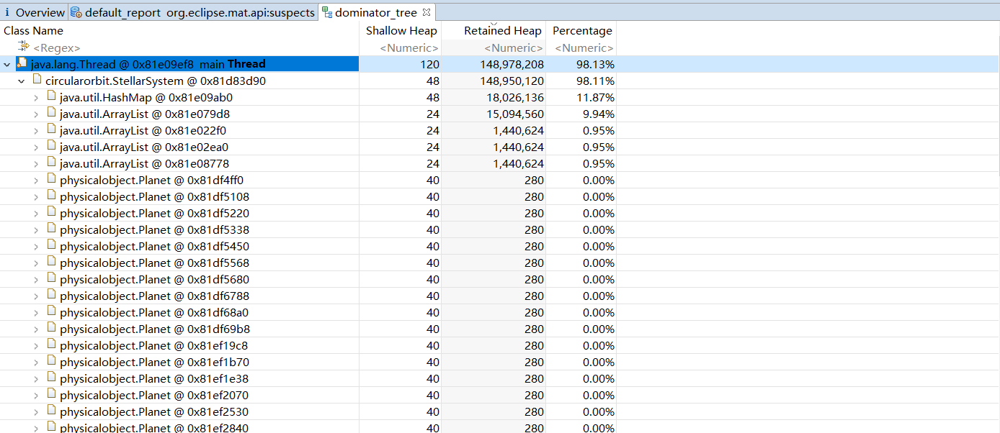 i Overview default_report org.eclipse.mat.api:suspects dominator_tree
Class Name Shallow Heap Retained Heap Percentage
<Regex> <Numeric> <Numeric> <Numeric>
java.lang.Thread @ 0x81e09ef8 main Thread 120 148,978,208 98.13%
circularorbit.StellarSystem @ 0x81d83d90 48 148,950,120 98.11%
java.util.HashMap @ 0x81e09ab0 48 18,026,136 11.87%
java.util.ArrayList @ 0x81e079d8 24 15,094,560 9.94%
java.util.ArrayList @ 0x81e022f0 24 1,440,624 0.95%
java.util.ArrayList @ 0x81e02ea0 24 1,440,624 0.95%
java.util.ArrayList @ 0x81e08778 24 1,440,624 0.95%
physicalobject.Planet @ 0x81df4ff0 40 280 0.00%
physicalobject.Planet @ 0x81df5108 40 280 0.00%
physicalobject.Planet @ 0x81df5220 40 280 0.00%
physicalobject.Planet @ 0x81df5338 40 280 0.00%
physicalobject.Planet @ 0x81df5450 40 280 0.00%
physicalobject.Planet @ 0x81df5568 40 280 0.00%
physicalobject.Planet @ 0x81df5680 40 280 0.00%
physicalobject.Planet @ 0x81df6788 40 280 0.00%
physicalobject.Planet @ 0x81df68a0 40 280 0.00%
physicalobject.Planet @ 0x81df69b8 40 280 0.00%
physicalobject.Planet @ 0x81ef19c8 40 280 0.00%
physicalobject.Planet @ 0x81ef1b70 40 280 0.00%
physicalobject.Planet @ 0x81ef1e38 40 280 0.00%
physicalobject.Planet @ 0x81ef2070 40 280 0.00%
physicalobject.Planet @ 0x81ef2530 40 280 0.00%
physicalobject.Planet @ 0x81ef2840 40 280 0.00%